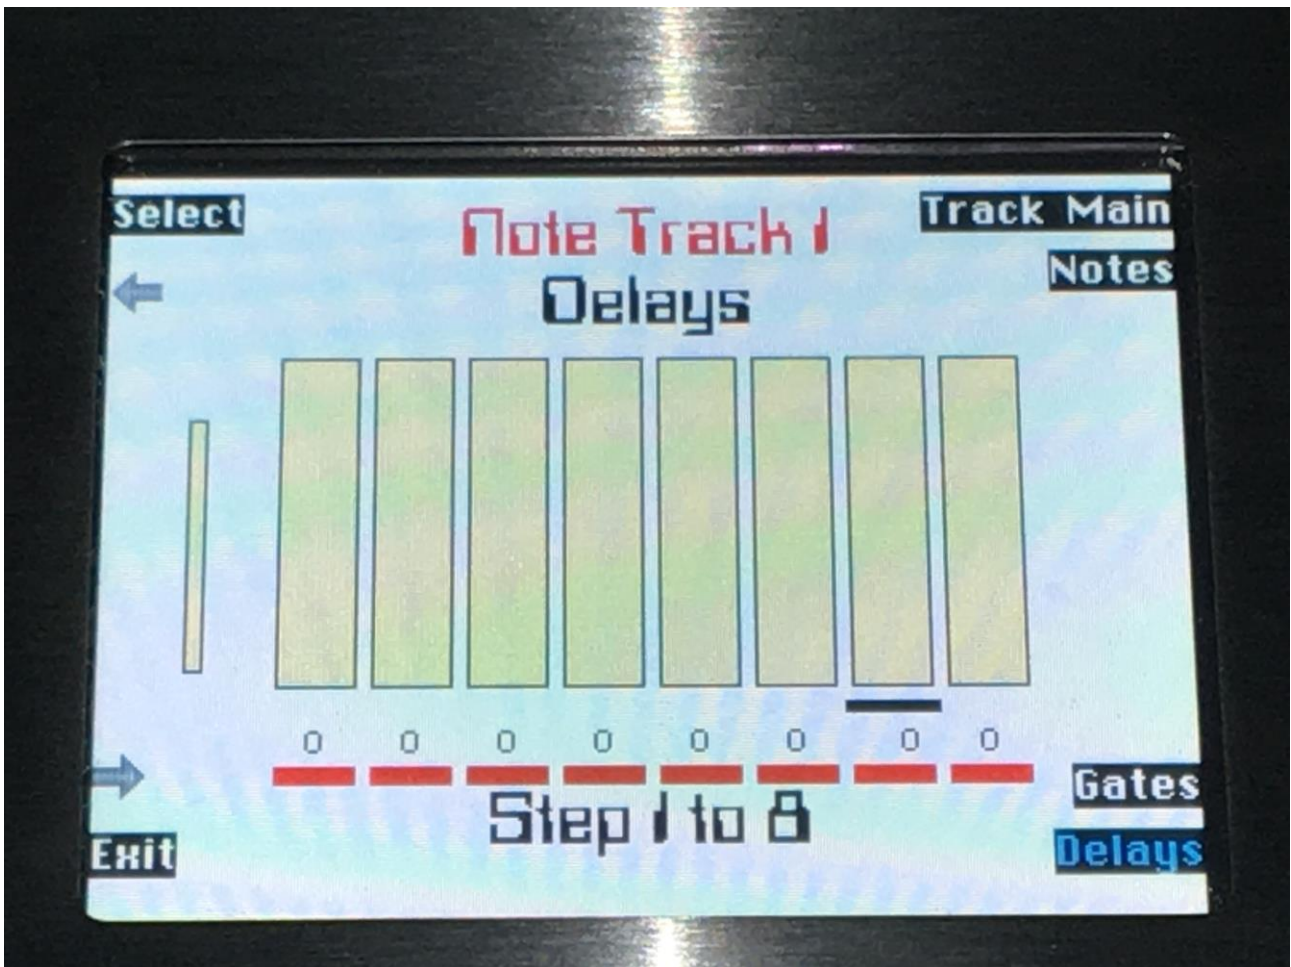 Select
Note Track 1
Track Main
Delays
Notes
0 0 0 0 0 0 0 0
Step 1 to 8
Gates
Exit
Delays